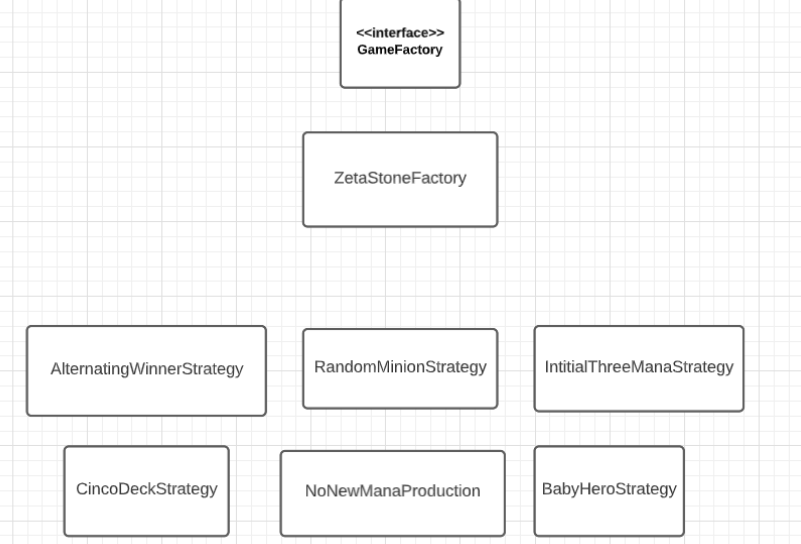 <<interface>>
GameFactory
ZetaStoneFactory
AlternatingWinnerStrategy
RandomMinionStrategy
IntitialThreeManaStrategy
CincoDeckStrategy
NoNewManaProduction
BabyHeroStrategy